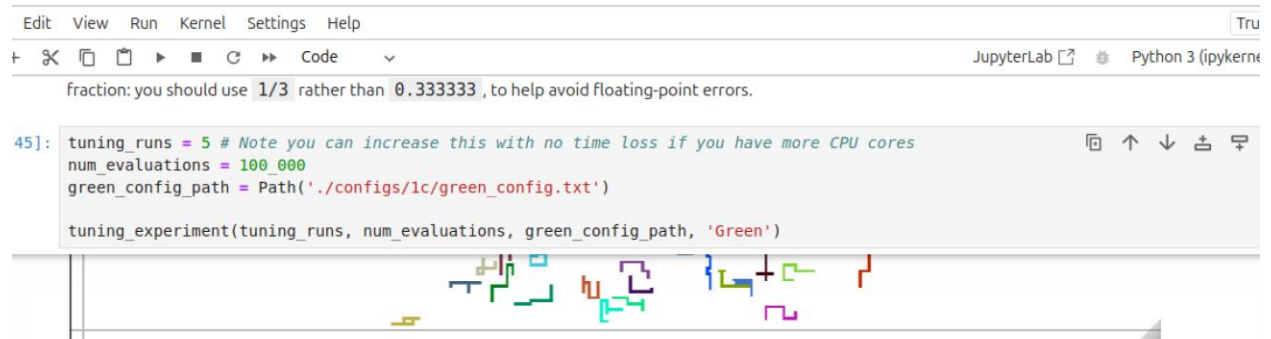 Edit View Run Kernel Settings Help
Tru
Code
JupyterLab
Python 3 (ipykerne
fraction: you should use 1/3 rather than 0.333333, to help avoid floating-point errors.
45]:
tuning_runs = 5 # Note you can increase this with no time loss if you have more CPU cores
num_evaluations = 100_000
green_config_path = Path('./configs/1c/green_config.txt')
tuning_experiment(tuning_runs, num_evaluations, green_config_path, 'Green')